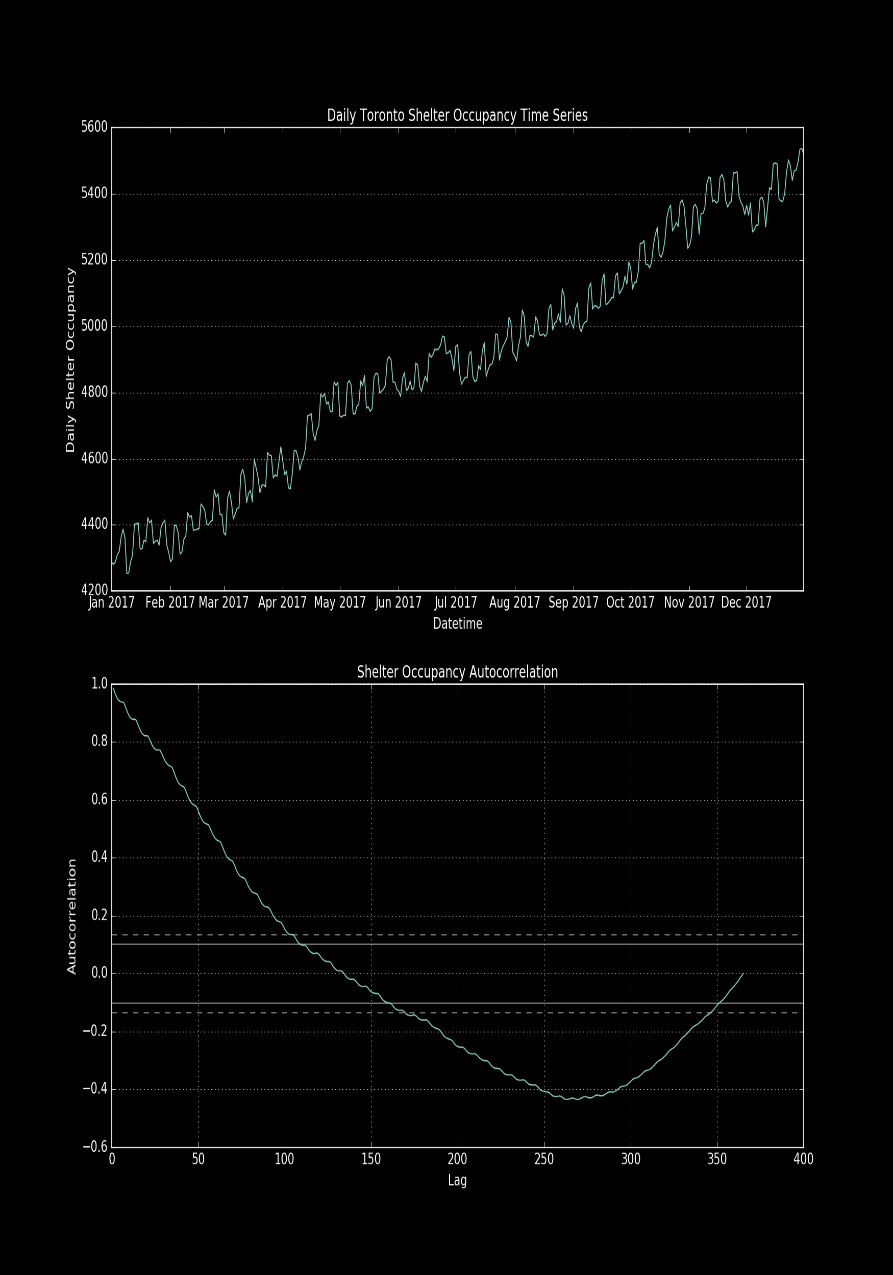 Daily Toronto Shelter Occupancy Time Series
5600
5400
5200
5000
4800
4600
4400
4200
Daily Shelter Occupancy
Jan 2017 Feb 2017 Mar 2017 Apr 2017 May 2017 Jun 2017 Jul 2017 Aug 2017 Sep 2017 Oct 2017 Nov 2017 Dec 2017
Datetime
Shelter Occupancy Autocorrelation
1.0
0.8
0.6
0.4
0.2
0.0
−0.2
−0.4
−0.6
Autocorrelation
0 50 100 150 200 250 300 350 400
Lag